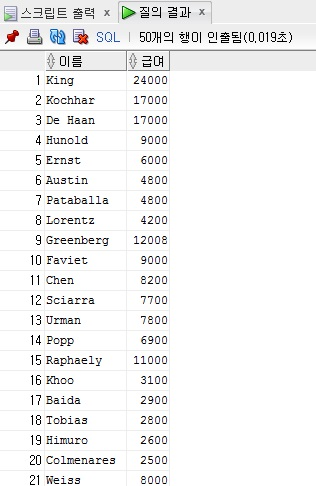 스크립트 출력 x 질의 결과 x
SQL | 50개의 행이 인출됨(0,019초)
이름 급여
1 King 24000
2 Kochhar 17000
3 De Haan 17000
4 Hunold 9000
5 Ernst 6000
6 Austin 4800
7 Pataballa 4800
8 Lorentz 4200
9 Greenberg 12008
10 Faviet 9000
11 Chen 8200
12 Sciarra 7700
13 Urman 7800
14 Popp 6900
15 Raphaely 11000
16 Khoo 3100
17 Baida 2900
18 Tobias 2800
19 Himuro 2600
20 Colmenares 2500
21 Weiss 8000